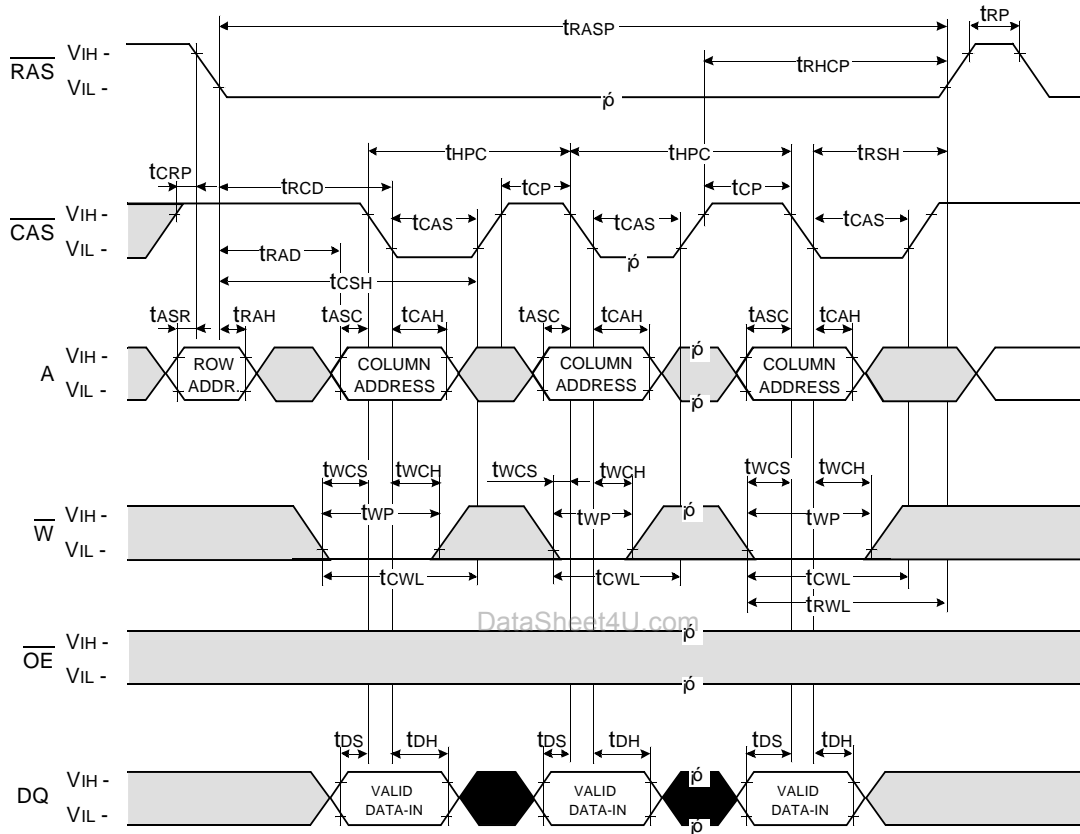 tRASP
tRP
RAS
VIH -
VIL -
tRHCP
¡ó
tCRP
tRCD
tHPC
tHPC
tRSH
tCP
tCP
CAS
VIH -
VIL -
tCAS
tCAS
tCAS
tRAD
tCSH
¡ó
tASR
tRAH
tASC
tCAH
tASC
tCAH
tASC
tCAH
A
VIH -
VIL -
ROW
ADDR.
COLUMN
ADDRESS
COLUMN
ADDRESS
COLUMN
ADDRESS
¡ó
¡ó
tWCS
tWCH
tWCS
tWCH
tWCS
tWCH
W
VIH -
VIL -
tWP
tWP
tWP
¡ó
tCWL
tCWL
tCWL
tRWL
DataSheet4U.com
OE
VIH -
VIL -
¡ó
¡ó
tDS
tDH
tDS
tDH
tDS
tDH
DQ
VIH -
VIL -
VALID
DATA-IN
VALID
DATA-IN
VALID
DATA-IN
¡ó
¡ó